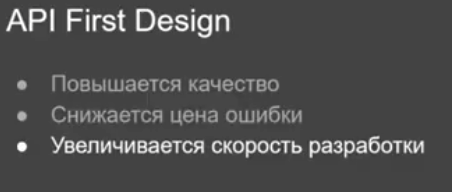 API First Design
● Повышается качество
● Снижается цена ошибки
● Увеличивается скорость разработки